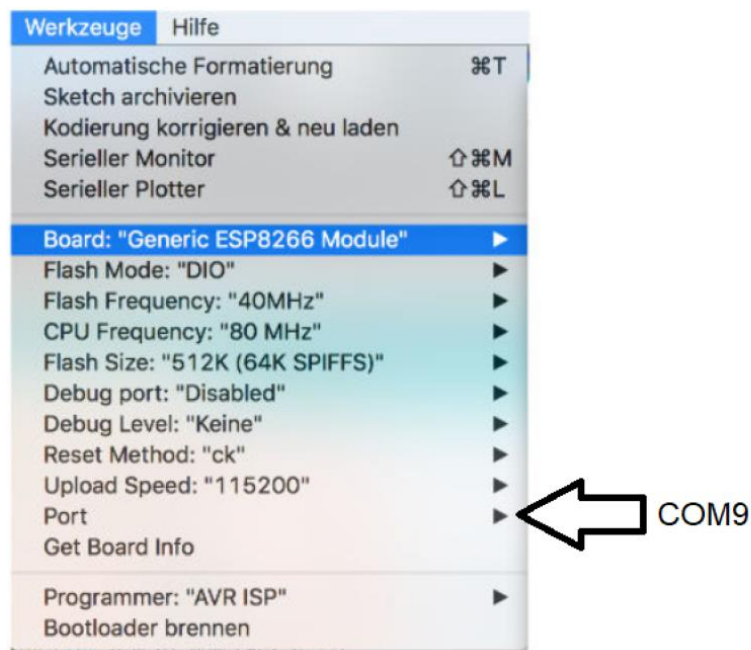 Werkzeuge Hilfe
Automatische Formatierung ⌘T
Sketch archivieren
Kodierung korrigieren & neu laden
Serieller Monitor ⇧⌘M
Serieller Plotter ⇧⌘L
Board: "Generic ESP8266 Module" ▶
Flash Mode: "DIO" ▶
Flash Frequency: "40MHz" ▶
CPU Frequency: "80 MHz" ▶
Flash Size: "512K (64K SPIFFS)" ▶
Debug port: "Disabled" ▶
Debug Level: "Keine" ▶
Reset Method: "ck" ▶
Upload Speed: "115200" ▶
Port ▶ COM9
Get Board Info
Programmer: "AVR ISP" ▶
Bootloader brennen